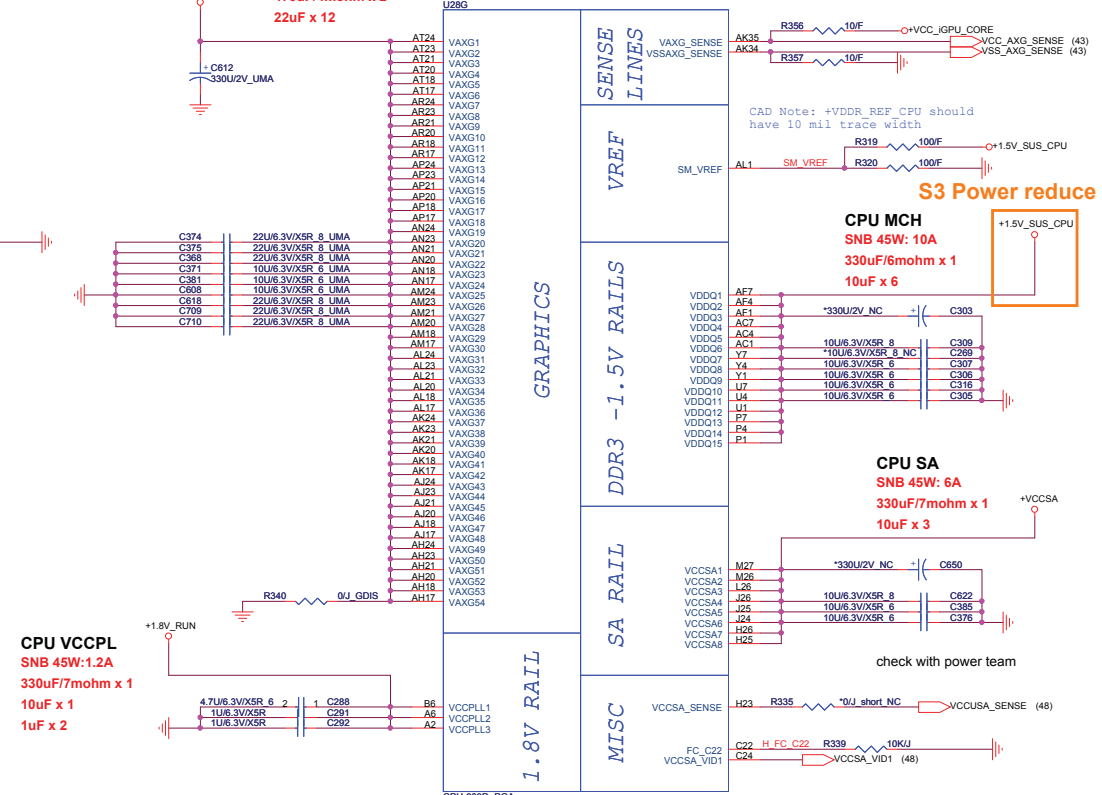 22uF x 12
C612
330U/2V_UMA
C374 22U/6.3V/X5R_8_UMA
C375 22U/6.3V/X5R_8_UMA
C368 22U/6.3V/X5R_8_UMA
C371 10U/6.3V/X5R_6_UMA
C381 10U/6.3V/X5R_6_UMA
C608 10U/6.3V/X5R_6_UMA
C618 22U/6.3V/X5R_8_UMA
C709 22U/6.3V/X5R_8_UMA
C710 22U/6.3V/X5R_8_UMA
R340 0/J_GDIS
+1.8V_RUN
CPU VCCPL
SNB 45W:1.2A
330uF/7mohm x 1
10uF x 1
1uF x 2
4.7U/6.3V/X5R_6 2 1 C288
1U/6.3V/X5R C291
1U/6.3V/X5R C292
U28G
AT24 VAXG1
AT23 VAXG2
AT21 VAXG3
AT20 VAXG4
AT18 VAXG5
AT17 VAXG6
AR24 VAXG7
AR23 VAXG8
AR21 VAXG9
AR20 VAXG10
AR18 VAXG11
AR17 VAXG12
AP24 VAXG13
AP23 VAXG14
AP21 VAXG15
AP20 VAXG16
AP18 VAXG17
AP17 VAXG18
AN24 VAXG19
AN23 VAXG20
AN21 VAXG21
AN20 VAXG22
AN18 VAXG23
AN17 VAXG24
AM24 VAXG25
AM23 VAXG26
AM21 VAXG27
AM20 VAXG28
AM18 VAXG29
AM17 VAXG30
AL24 VAXG31
AL23 VAXG32
AL21 VAXG33
AL20 VAXG34
AL18 VAXG35
AL17 VAXG36
AK24 VAXG37
AK23 VAXG38
AK21 VAXG39
AK20 VAXG40
AK18 VAXG41
AK17 VAXG42
AJ24 VAXG43
AJ23 VAXG44
AJ21 VAXG45
AJ20 VAXG46
AJ18 VAXG47
AJ17 VAXG48
AH24 VAXG49
AH23 VAXG50
AH21 VAXG51
AH20 VAXG52
AH18 VAXG53
AH17 VAXG54
B6 VCCPLL1
A6 VCCPLL2
A2 VCCPLL3
GRAPHICS
1.8V RAIL
SENSE
LINES
VREF
DDR3 -1.5V RAILS
SA RAIL
MISC
VAXG_SENSE AK35
VSSAXG_SENSE AK34
R356 10/F +VCC_iGPU_CORE
VCC_AXG_SENSE (43)
VSS_AXG_SENSE (43)
R357 10/F
CAD Note: +VDDR_REF_CPU should
have 10 mil trace width
R319 100/F +1.5V_SUS_CPU
SM_VREF AL1 SM_VREF R320 100/F
S3 Power reduce
CPU MCH
SNB 45W: 10A
330uF/6mohm x 1
10uF x 6
+1.5V_SUS_CPU
VDDQ1 AF7
VDDQ2 AF4
VDDQ3 AF1
VDDQ4 AC7
VDDQ5 AC4
VDDQ6 AC1
VDDQ7 Y7
VDDQ8 Y4
VDDQ9 Y1
VDDQ10 U7
VDDQ11 U4
VDDQ12 U1
VDDQ13 P7
VDDQ14 P4
VDDQ15 P1
*330U/2V_NC + C303
10U/6.3V/X5R_8 C309
*10U/6.3V/X5R_8_NC C269
10U/6.3V/X5R_6 C307
10U/6.3V/X5R_6 C306
10U/6.3V/X5R_6 C316
10U/6.3V/X5R_6 C305
CPU SA
SNB 45W: 6A
330uF/7mohm x 1
10uF x 3
+VCCSA
VCCSA1 M27
VCCSA2 M26
VCCSA3 L26
VCCSA4 J26
VCCSA5 J25
VCCSA6 J24
VCCSA7 H26
VCCSA8 H25
*330U/2V_NC + C650
10U/6.3V/X5R_8 C622
10U/6.3V/X5R_6 C385
10U/6.3V/X5R_6 C376
check with power team
VCCSA_SENSE H23 R335 *0/J_short_NC VCCUSA_SENSE (48)
FC_C22 C22 H_FC_C22 R339 10K/J
VCCSA_VID1 C24 VCCSA_VID1 (48)